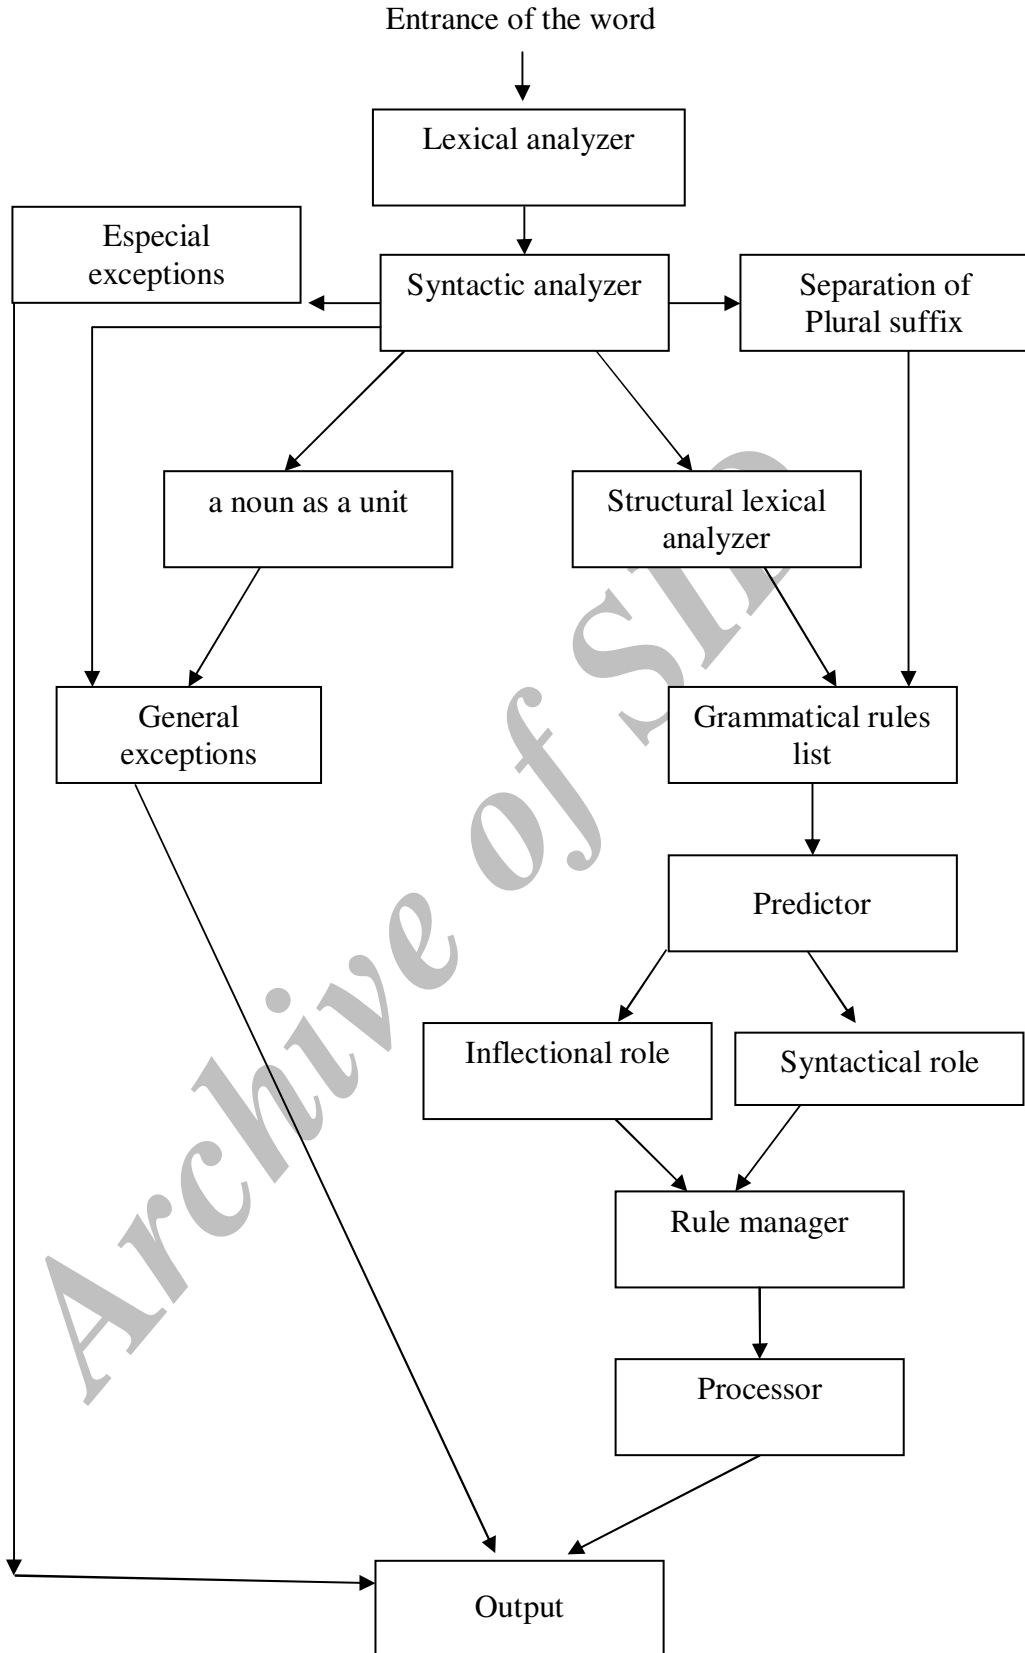 Entrance of the word
Lexical analyzer
Especial
exceptions
Syntactic analyzer
Separation of
Plural suffix
a noun as a unit
Structural lexical
analyzer
General
exceptions
Grammatical rules
list
Predictor
Inflectional role
Syntactical role
Rule manager
Processor
Output
Archive of SID